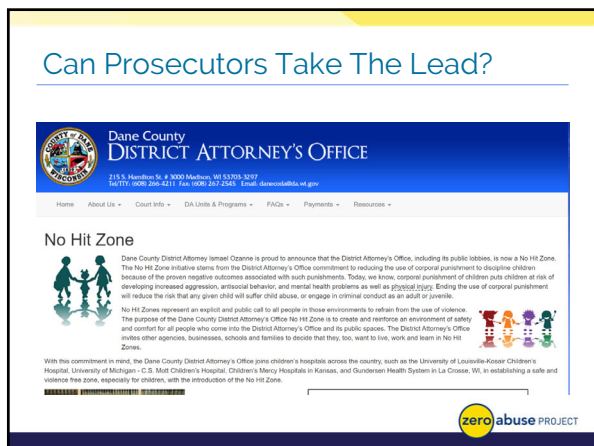 Can Prosecutors Take The Lead?
COUNTY OF DANE
WISCONSIN
Dane County
DISTRICT ATTORNEY'S OFFICE
215 S. Hamilton St, # 3000 Madison, WI 53703-3297
Tel/TTY: (608) 266-4211 Fax: (608) 267-2545 Email: danecoda@da.wi.gov
Home About Us Court Info DA Units & Programs FAQs Payments Resources
No Hit Zone
Dane County District Attorney Ismael Ozanne is proud to announce that the District Attorney's Office, including its public lobbies, is now a No Hit Zone.
The No Hit Zone initiative stems from the District Attorney's Office commitment to reducing the use of corporal punishment to discipline children
because of the proven negative outcomes associated with such punishments. Today, we know, corporal punishment of children puts children at risk of
developing increased aggression, antisocial behavior, and mental health problems as well as physical injury. Ending the use of corporal punishment
will reduce the risk that any given child will suffer child abuse, or engage in criminal conduct as an adult or juvenile.
No Hit Zones represent an explicit and public call to all people in those environments to refrain from the use of violence.
The purpose of the Dane County District Attorney's Office No Hit Zone is to create and reinforce an environment of safety
and comfort for all people who come into the District Attorney's Office and its public spaces. The District Attorney's Office
invites other agencies, businesses, schools and families to decide that they, too, want to live, work and learn in No Hit
Zones.
With this commitment in mind, the Dane County District Attorney's Office joins children's hospitals across the country, such as the University of Louisville-Kosair Children's
Hospital, University of Michigan - C.S. Mott Children's Hospital, Children's Mercy Hospitals in Kansas, and Gundersen Health System in La Crosse, WI, in establishing a safe and
violence free zone, especially for children, with the introduction of the No Hit Zone.
zero abuse PROJECT